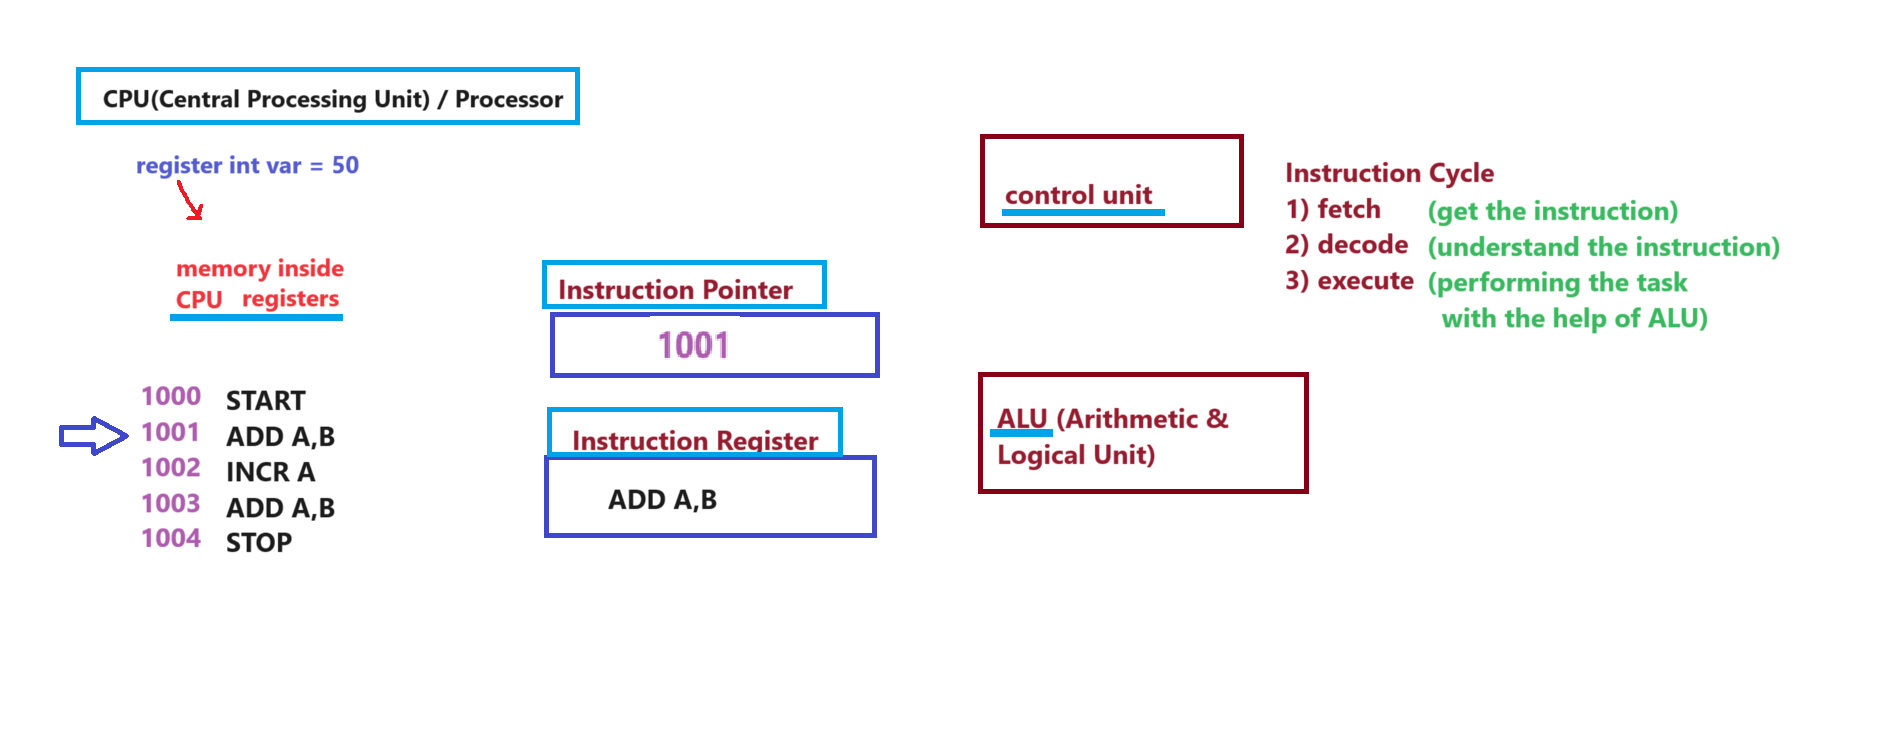 CPU(Central Processing Unit) / Processor
register int var = 50
memory inside
CPU registers
1000 START
1001 ADD A,B
1002 INCR A
1003 ADD A,B
1004 STOP
Instruction Pointer
1001
Instruction Register
ADD A,B
control unit
ALU (Arithmetic &
Logical Unit)
Instruction Cycle
1) fetch (get the instruction)
2) decode (understand the instruction)
3) execute (performing the task
with the help of ALU)